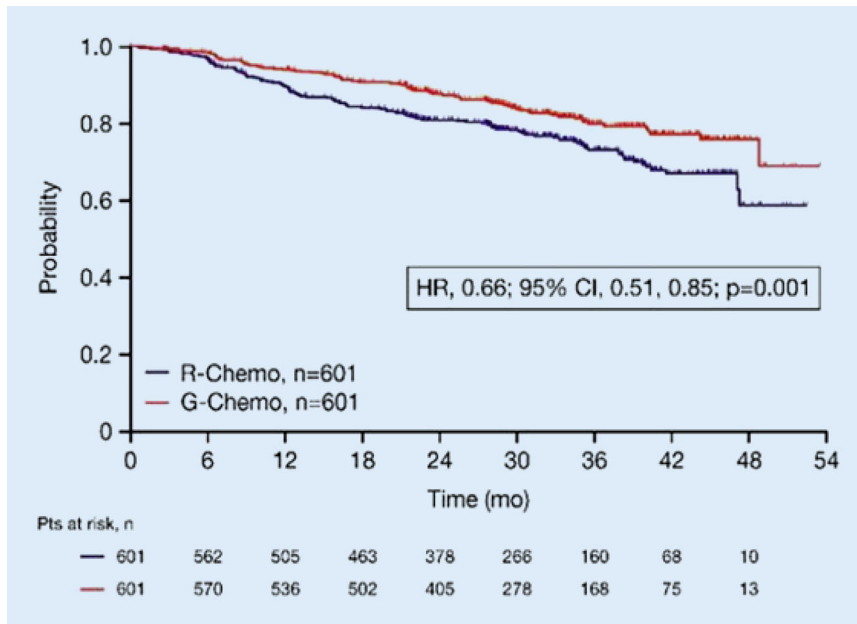 1.0
0.8
0.6
0.4
0.2
0
Probability
HR, 0.66; 95% CI, 0.51, 0.85; p=0.001
R-Chemo, n=601
G-Chemo, n=601
0 6 12 18 24 30 36 42 48 54
Time (mo)
Pts at risk, n
601 562 505 463 378 266 160 68 10
601 570 536 502 405 278 168 75 13